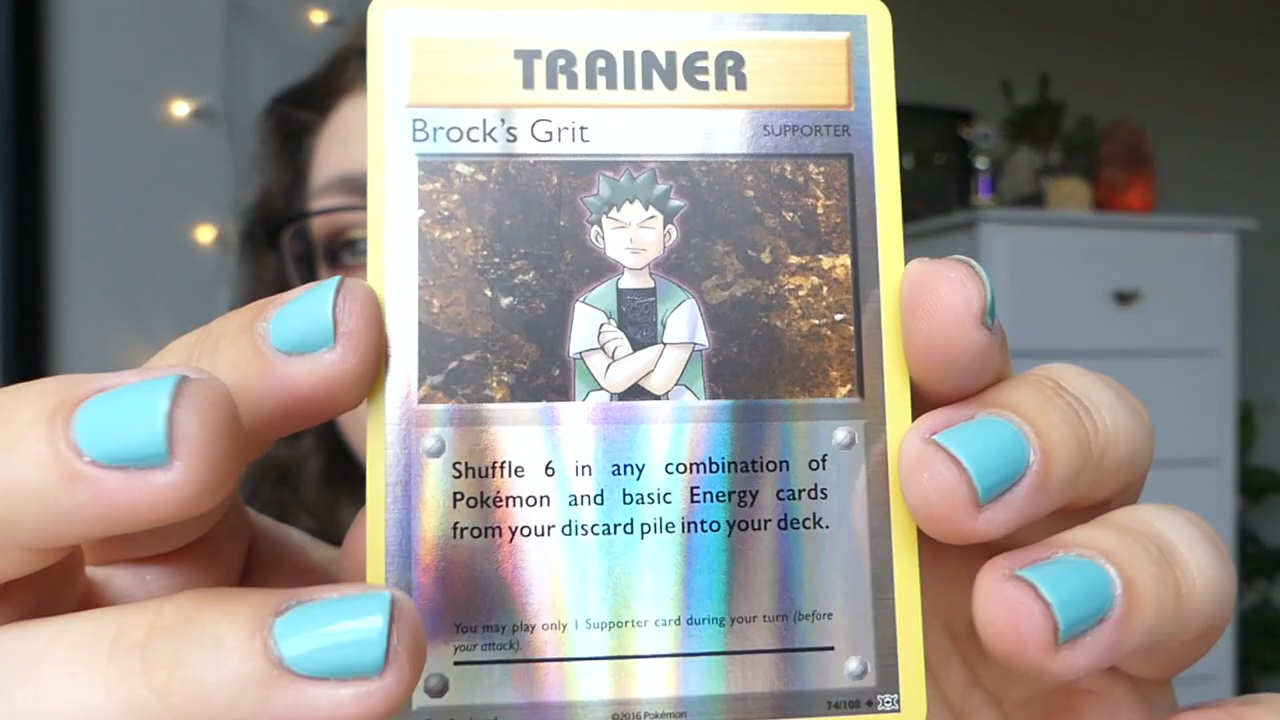 TRAINER
Brock's Grit
SUPPORTER
Shuffle 6 in any combination of
Pokémon and basic Energy cards
from your discard pile into your deck.
You may play only 1 Supporter card during your turn (before
your attack).
74/108
©2016 Pokémon